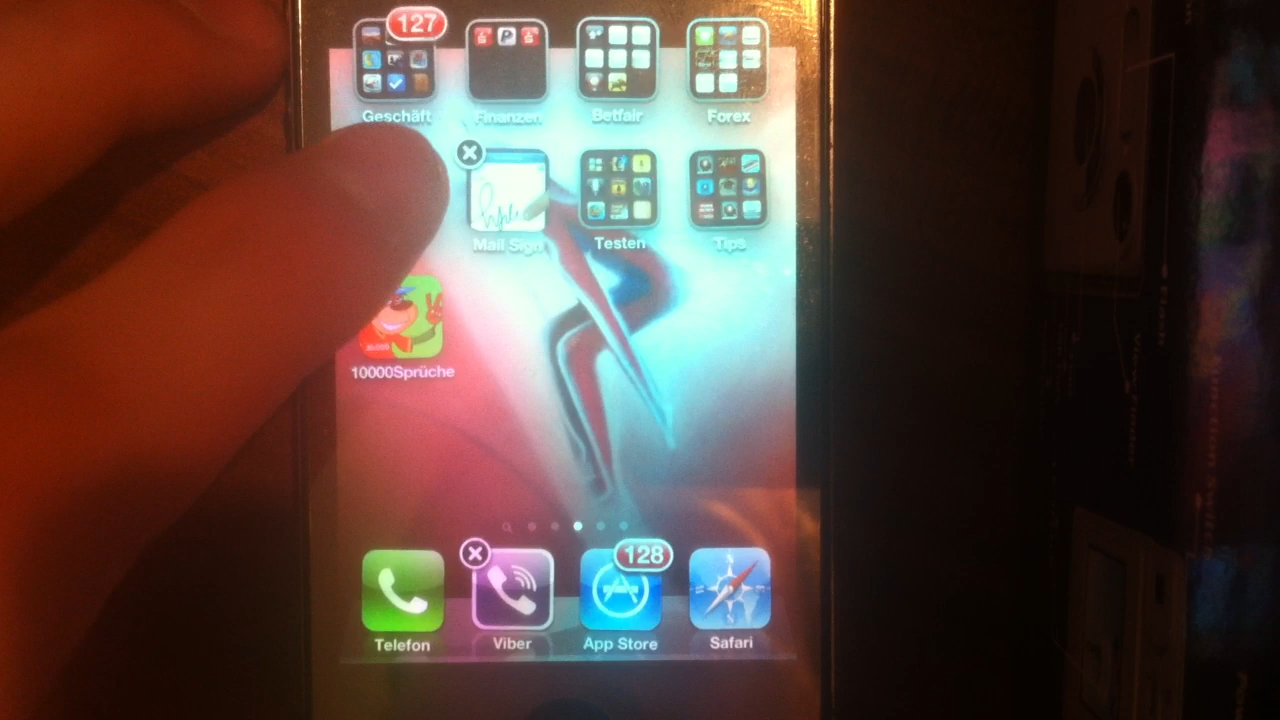 127
Geschäft Finanzen Betfair Forex
Mail Sign Testen Tips
10000Sprüche
128
Telefon Viber App Store Safari